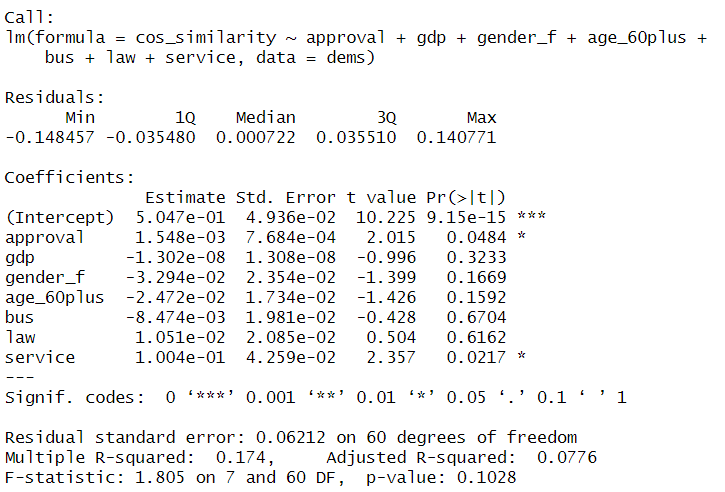 Call:
lm(formula = cos_similarity ~ approval + gdp + gender_f + age_60plus +
    bus + law + service, data = dems)

Residuals:
      Min        1Q    Median        3Q       Max
-0.148457 -0.035480  0.000722  0.035510  0.140771

Coefficients:
              Estimate Std. Error t value Pr(>|t|)
(Intercept)  5.047e-01  4.936e-02  10.225 9.15e-15 ***
approval     1.548e-03  7.684e-04   2.015   0.0484 *
gdp         -1.302e-08  1.308e-08  -0.996   0.3233
gender_f    -3.294e-02  2.354e-02  -1.399   0.1669
age_60plus  -2.472e-02  1.734e-02  -1.426   0.1592
bus         -8.474e-03  1.981e-02  -0.428   0.6704
law          1.051e-02  2.085e-02   0.504   0.6162
service      1.004e-01  4.259e-02   2.357   0.0217 *
---
Signif. codes:  0 ‘***’ 0.001 ‘**’ 0.01 ‘*’ 0.05 ‘.’ 0.1 ‘ ’ 1

Residual standard error: 0.06212 on 60 degrees of freedom
Multiple R-squared:  0.174,     Adjusted R-squared:  0.0776
F-statistic: 1.805 on 7 and 60 DF,  p-value: 0.1028